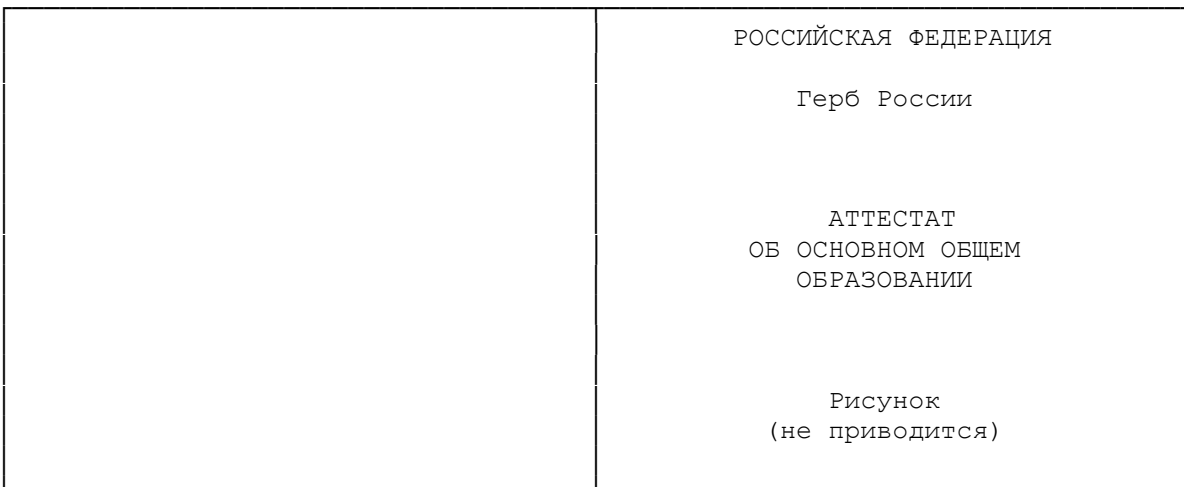 РОССИЙСКАЯ ФЕДЕРАЦИЯ
Герб России
АТТЕСТАТ
ОБ ОСНОВНОМ ОБЩЕМ
ОБРАЗОВАНИИ
Рисунок
(не приводится)